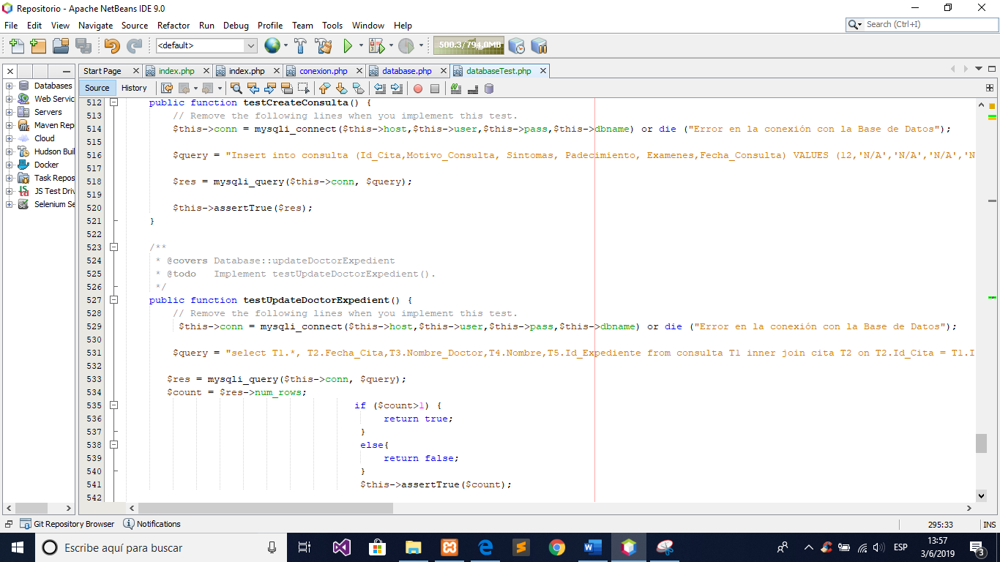 Repositorio - Apache NetBeans IDE 9.0
File Edit View Navigate Source Refactor Run Debug Profile Team Tools Window Help
Search (Ctrl+I)
<default>
500.3/794.0MB
Start Page index.php index.php conexion.php database.php databaseTest.php
Source History
Databases
Web Servic
Servers
Maven Rep
Cloud
Hudson Buil
Docker
Task Repos
JS Test Driv
Selenium Se
512 public function testCreateConsulta() {
513 // Remove the following lines when you implement this test.
514 $this->conn = mysqli_connect($this->host,$this->user,$this->pass,$this->dbname) or die ("Error en la conexión con la Base de Datos");
515
516 $query = "Insert into consulta (Id_Cita,Motivo_Consulta, Sintomas, Padecimiento, Examenes,Fecha_Consulta) VALUES (12,'N/A','N/A','N/A','N
517
518 $res = mysqli_query($this->conn, $query);
519
520 $this->assertTrue($res);
521 }
522
523 /**
524 * @covers Database::updateDoctorExpedient
525 * @todo Implement testUpdateDoctorExpedient().
526 */
527 public function testUpdateDoctorExpedient() {
528 // Remove the following lines when you implement this test.
529 $this->conn = mysqli_connect($this->host,$this->user,$this->pass,$this->dbname) or die ("Error en la conexión con la Base de Datos");
530
531 $query = "select T1.*, T2.Fecha_Cita,T3.Nombre_Doctor,T4.Nombre,T5.Id_Expediente from consulta T1 inner join cita T2 on T2.Id_Cita = T1.I
532
533 $res = mysqli_query($this->conn, $query);
534 $count = $res->num_rows;
535 if ($count>1) {
536 return true;
537 }
538 else{
539 return false;
540 }
541 $this->assertTrue($count);
542
Git Repository Browser Notifications
295:33 INS
Escribe aquí para buscar
ESP
13:57
3/6/2019
3